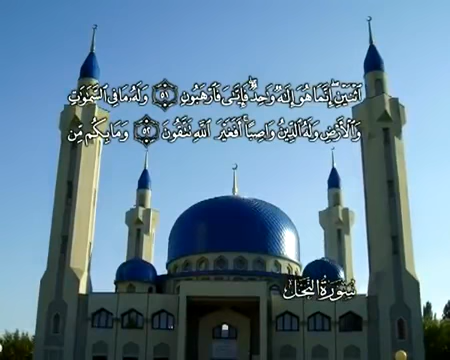 ٱثْنَيْنِ ۖ إِنَّمَا هُوَ إِلَٰهٌ وَٰحِدٌ ۖ فَإِيَّٰىَ فَٱرْهَبُونِ ۝٥١ وَلَهُۥ مَا فِى ٱلسَّمَٰوَٰتِ
وَٱلْأَرْضِ وَلَهُ ٱلدِّينُ وَاصِبًا ۚ أَفَغَيْرَ ٱللَّهِ تَتَّقُونَ ۝٥٢ وَمَا بِكُم مِّن
سُورَةُ النَّحْل